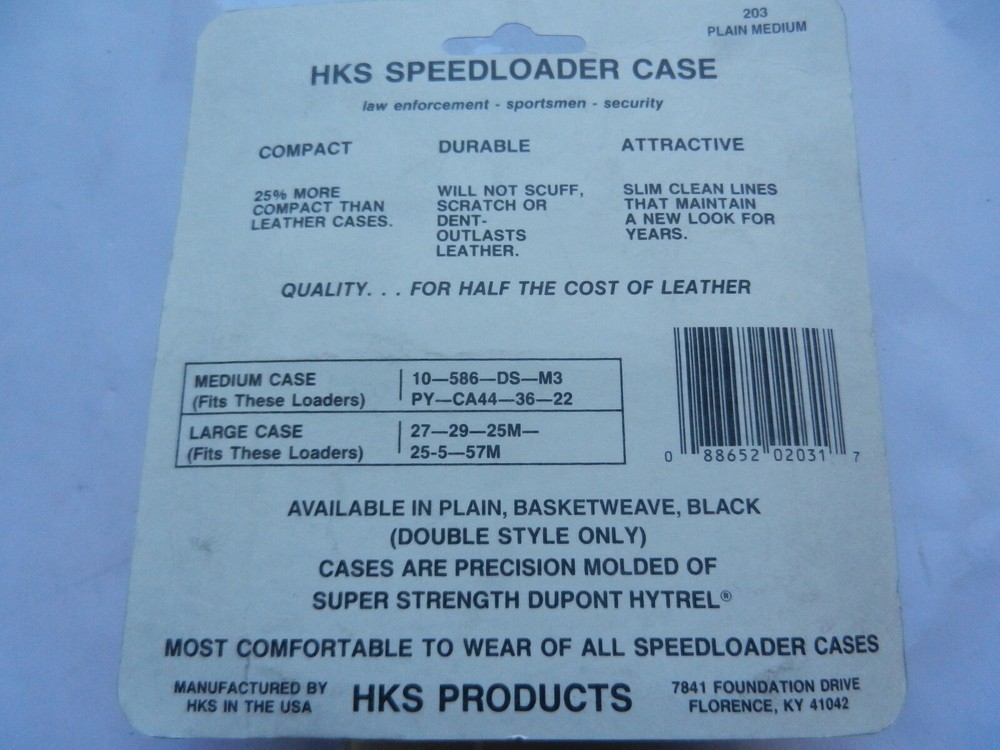 203
PLAIN MEDIUM
HKS SPEEDLOADER CASE
law enforcement - sportsmen - security
COMPACT
25% MORE
COMPACT THAN
LEATHER CASES.
DURABLE
WILL NOT SCUFF,
SCRATCH OR
DENT-
OUTLASTS
LEATHER.
ATTRACTIVE
SLIM CLEAN LINES
THAT MAINTAIN
A NEW LOOK FOR
YEARS.
QUALITY. . . FOR HALF THE COST OF LEATHER
MEDIUM CASE
(Fits These Loaders)
10—586—DS—M3
PY—CA44—36—22
LARGE CASE
(Fits These Loaders)
27—29—25M—
25-5—57M
0 88652 02031 7
AVAILABLE IN PLAIN, BASKETWEAVE, BLACK
(DOUBLE STYLE ONLY)
CASES ARE PRECISION MOLDED OF
SUPER STRENGTH DUPONT HYTREL®
MOST COMFORTABLE TO WEAR OF ALL SPEEDLOADER CASES
MANUFACTURED BY
HKS IN THE USA
HKS PRODUCTS
7841 FOUNDATION DRIVE
FLORENCE, KY 41042